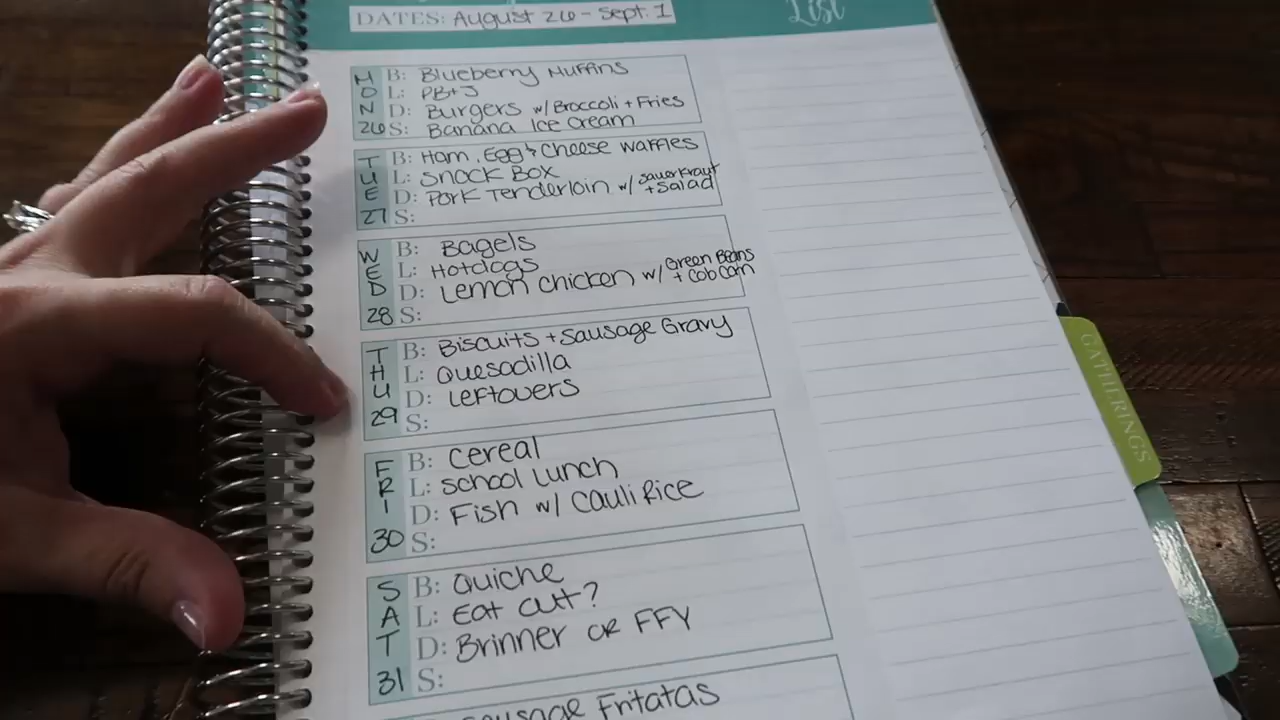 DATES: August 26 - Sept. 1
List
MON 26
B: Blueberry Muffins
L: PB+J
D: Burgers w/ Broccoli + Fries
S: Banana Ice Cream
TUE 27
B: Ham, Egg & Cheese Waffles
L: Snack Box
D: Pork Tenderloin w/ Sauerkraut + Salad
S:
WED 28
B: Bagels
L: Hotdogs
D: Lemon Chicken w/ Green Beans + Cob Corn
S:
THU 29
B: Biscuits + Sausage Gravy
L: Quesadilla
D: Leftovers
S:
FRI 30
B: Cereal
L: School Lunch
D: Fish w/ Cauli Rice
S:
SAT 31
B: Quiche
L: Eat Out?
D: Brinner or FFY
S:
Sausage Fritatas
GATHERINGS